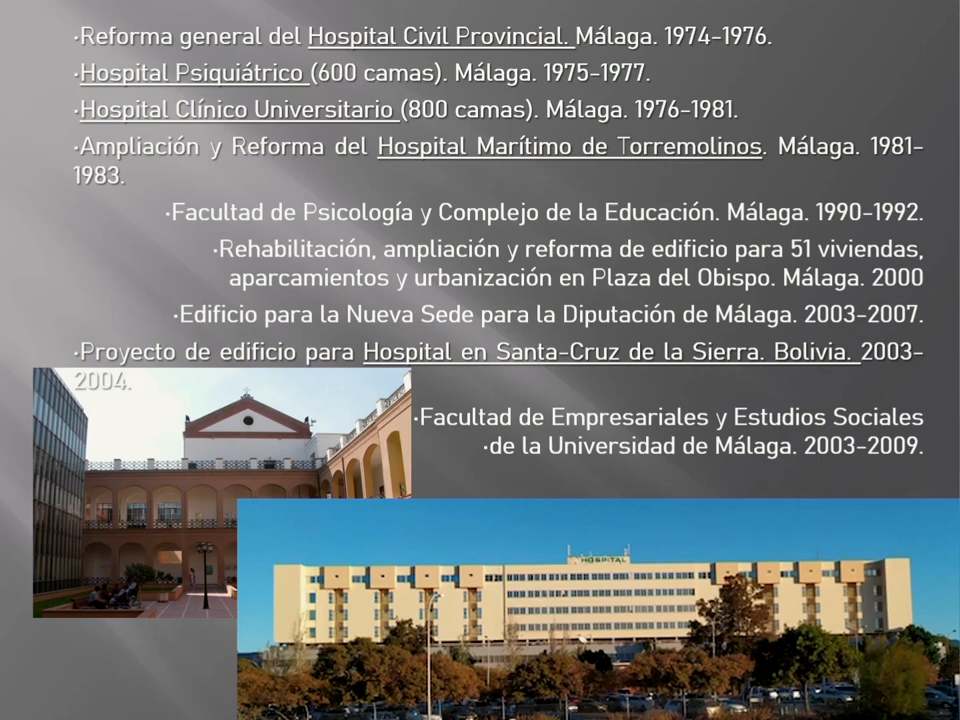 ·Reforma general del Hospital Civil Provincial. Málaga. 1974-1976.
·Hospital Psiquiátrico (600 camas). Málaga. 1975-1977.
·Hospital Clínico Universitario (800 camas). Málaga. 1976-1981.
·Ampliación y Reforma del Hospital Marítimo de Torremolinos. Málaga. 1981-
1983.
·Facultad de Psicología y Complejo de la Educación. Málaga. 1990-1992.
·Rehabilitación, ampliación y reforma de edificio para 51 viviendas,
aparcamientos y urbanización en Plaza del Obispo. Málaga. 2000
·Edificio para la Nueva Sede para la Diputación de Málaga. 2003-2007.
·Proyecto de edificio para Hospital en Santa-Cruz de la Sierra. Bolivia. 2003-
2004.
·Facultad de Empresariales y Estudios Sociales
·de la Universidad de Málaga. 2003-2009.
HOSPITAL